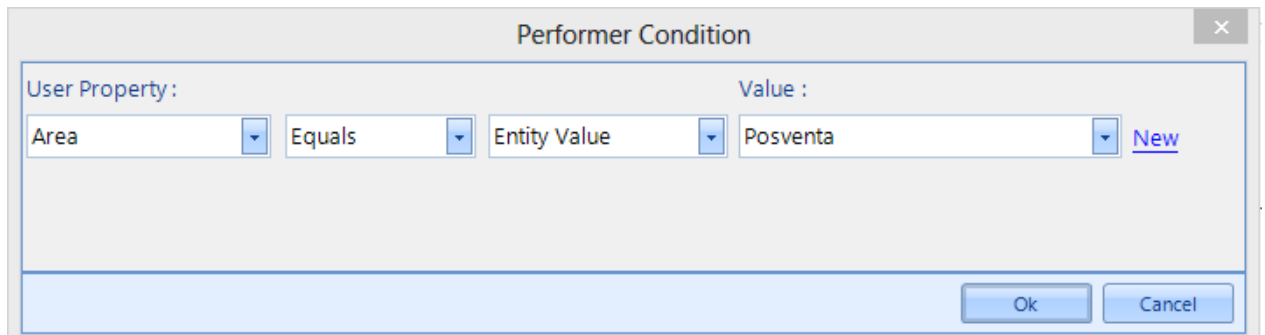 Performer Condition
User Property : Value :
Area Equals Entity Value Posventa New
Ok Cancel